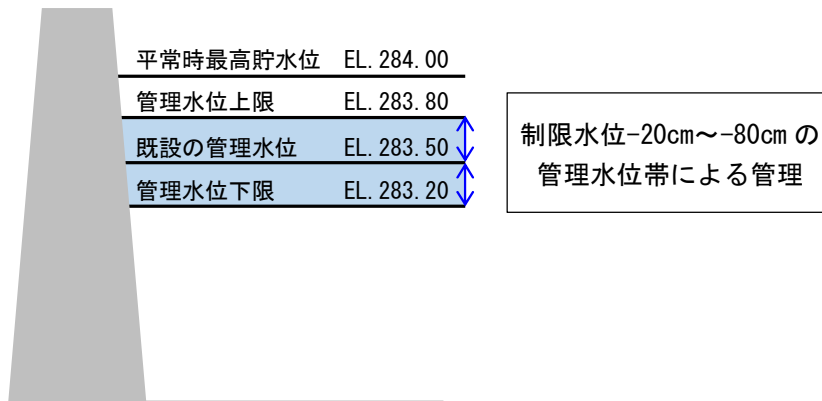 平常時最高貯水位 EL.284.00
管理水位上限 EL.283.80
既設の管理水位 EL.283.50
管理水位下限 EL.283.20
制限水位-20cm～-80cm の
管理水位帯による管理